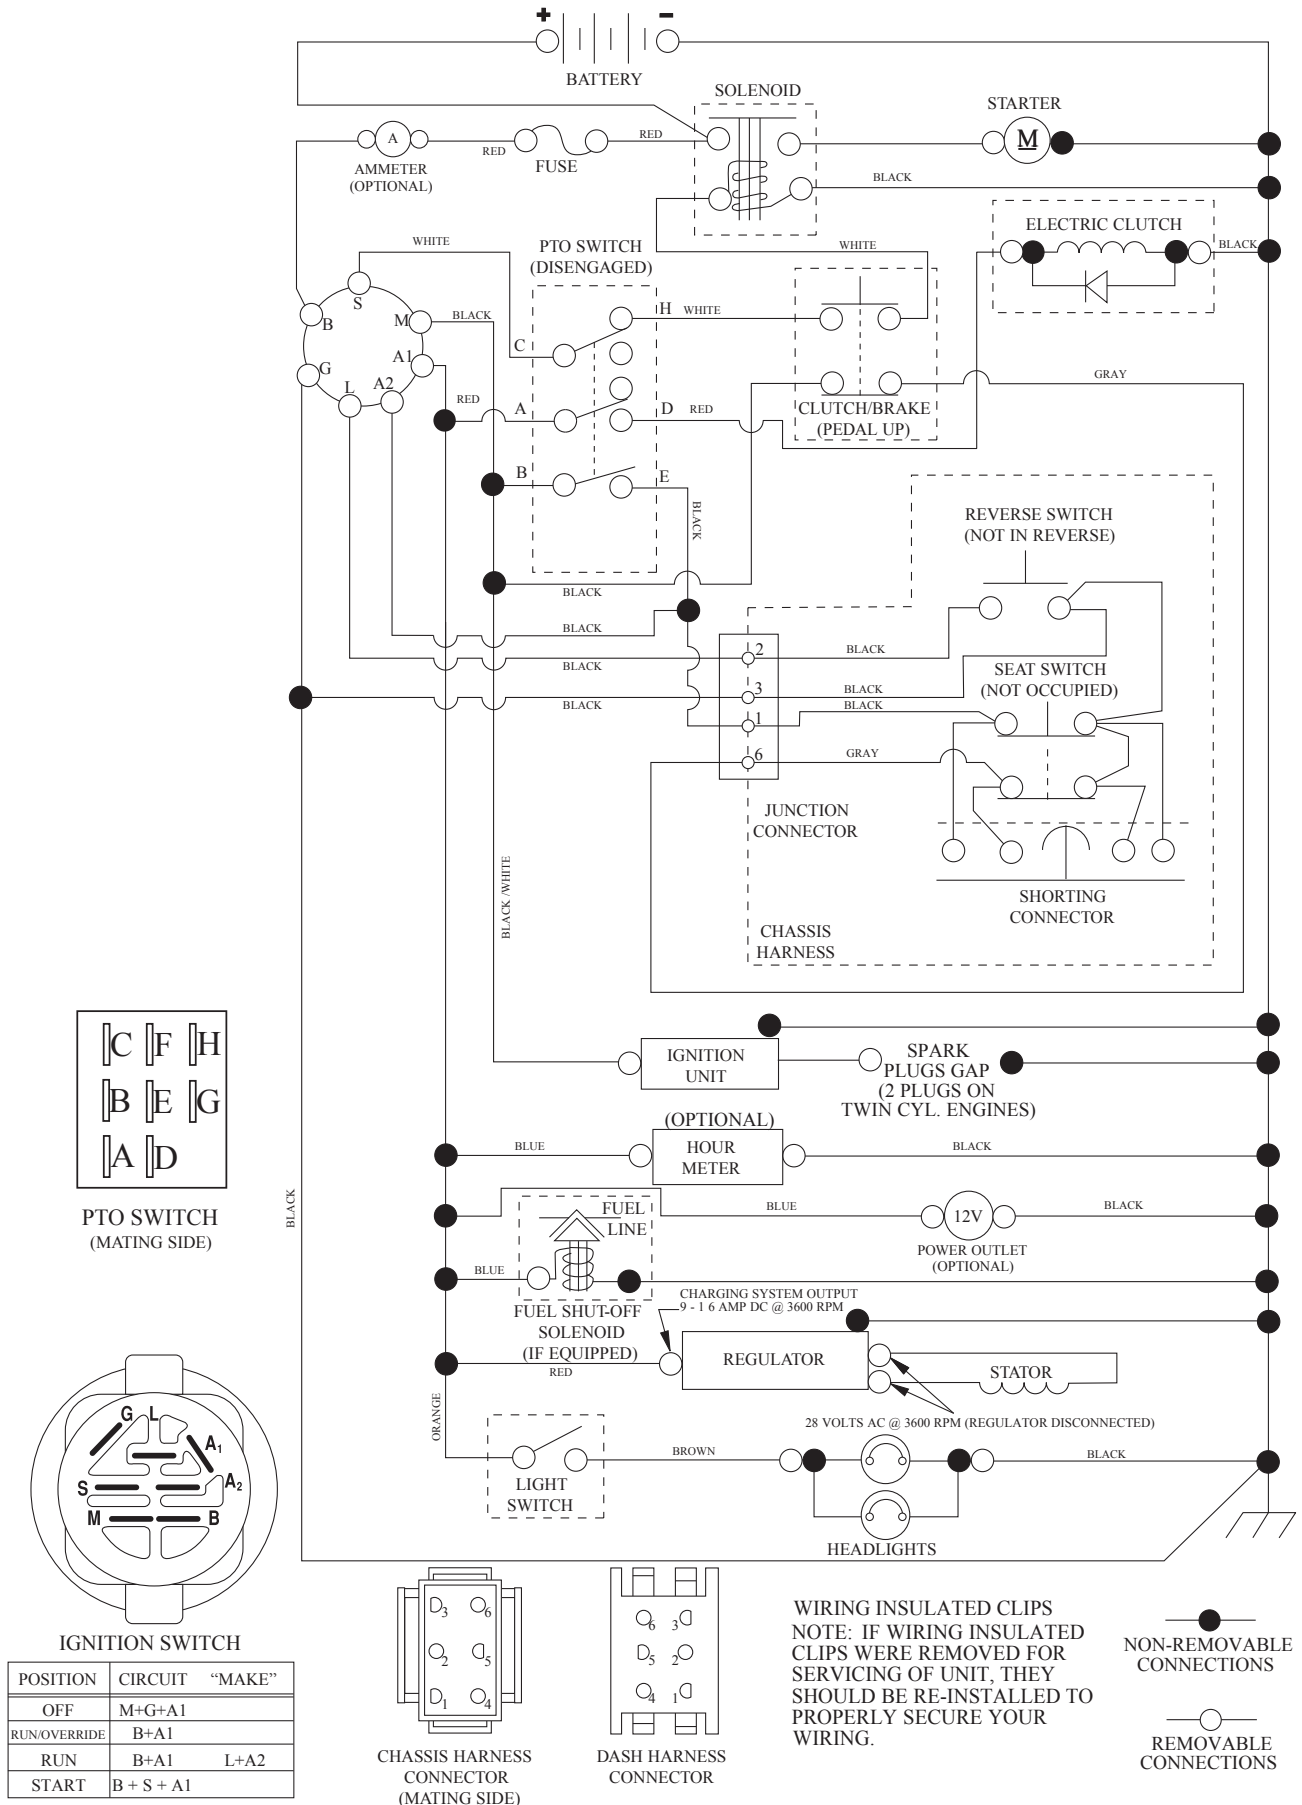 + −
BATTERY
SOLENOID
STARTER
A
RED
FUSE
RED
M
AMMETER
(OPTIONAL)
BLACK
WHITE
PTO SWITCH
(DISENGAGED)
WHITE
ELECTRIC CLUTCH
BLACK
S
B
M
BLACK
H
WHITE
C
G
A1
L
A2
GRAY
RED
A
D
RED
CLUTCH/BRAKE
(PEDAL UP)
B
E
BLACK
REVERSE SWITCH
(NOT IN REVERSE)
BLACK
BLACK
2
BLACK
BLACK
SEAT SWITCH
(NOT OCCUPIED)
3
BLACK
BLACK
BLACK
1
6
GRAY
JUNCTION
CONNECTOR
BLACK /WHITE
SHORTING
CONNECTOR
CHASSIS
HARNESS
C F H
B E G
A D
PTO SWITCH
(MATING SIDE)
IGNITION
UNIT
SPARK
PLUGS GAP
(2 PLUGS ON
TWIN CYL. ENGINES)
(OPTIONAL)
HOUR
METER
BLUE
BLACK
BLACK
FUEL
LINE
BLUE
12V
BLACK
POWER OUTLET
(OPTIONAL)
BLUE
FUEL SHUT-OFF
SOLENOID
(IF EQUIPPED)
CHARGING SYSTEM OUTPUT
9 - 1 6 AMP DC @ 3600 RPM
REGULATOR
RED
STATOR
28 VOLTS AC @ 3600 RPM (REGULATOR DISCONNECTED)
ORANGE
LIGHT
SWITCH
BROWN
BLACK
HEADLIGHTS
G L
A1
S
A2
M
B
IGNITION SWITCH
POSITION CIRCUIT “MAKE”
OFF M+G+A1
RUN/OVERRIDE B+A1
RUN B+A1 L+A2
START B + S + A1
3 6
2 5
1 4
CHASSIS HARNESS
CONNECTOR
(MATING SIDE)
6 3
5 2
4 1
DASH HARNESS
CONNECTOR
WIRING INSULATED CLIPS
NOTE: IF WIRING INSULATED
CLIPS WERE REMOVED FOR
SERVICING OF UNIT, THEY
SHOULD BE RE-INSTALLED TO
PROPERLY SECURE YOUR
WIRING.
NON-REMOVABLE
CONNECTIONS
REMOVABLE
CONNECTIONS